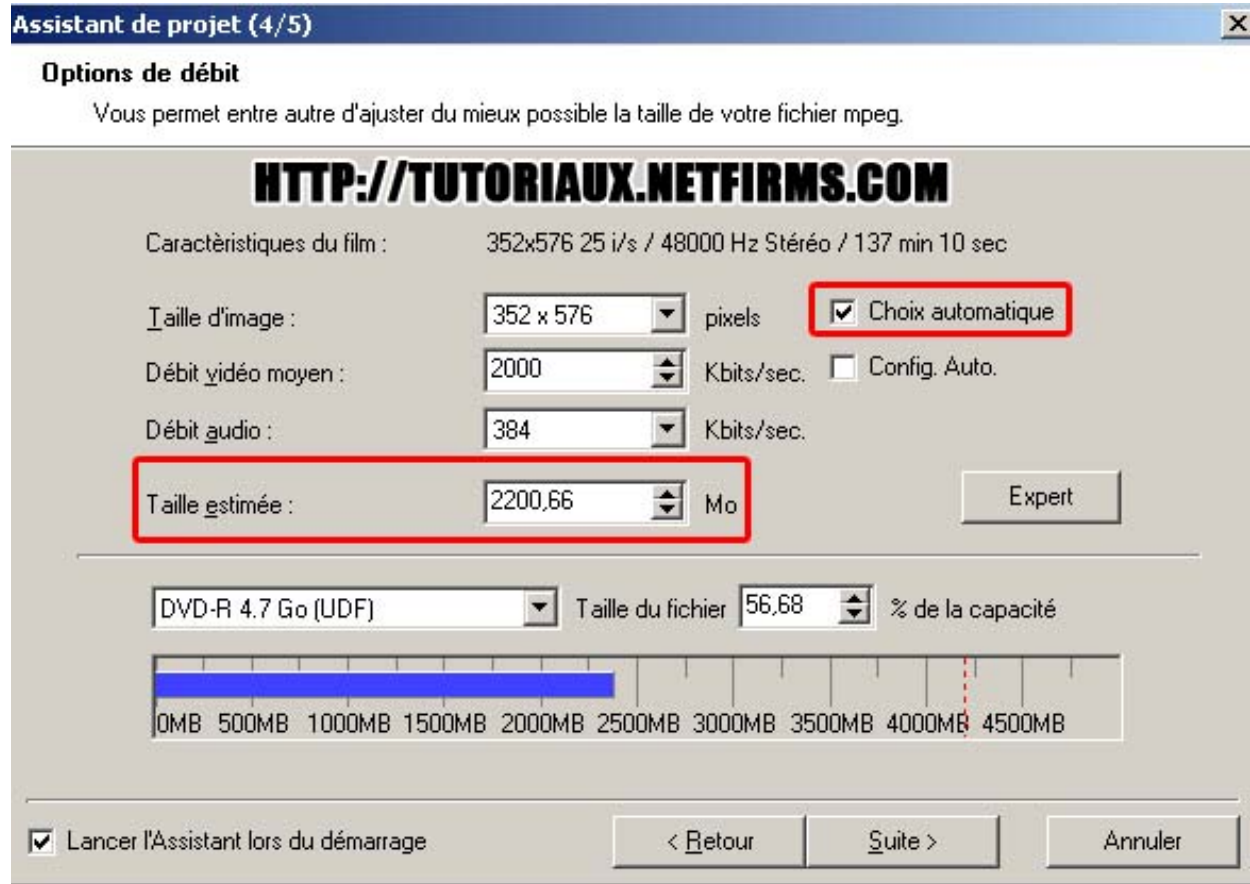 Assistant de projet (4/5)
Options de débit
Vous permet entre autre d'ajuster du mieux possible la taille de votre fichier mpeg.
HTTP://TUTORIAUX.NETFIRMS.COM
Caractèristiques du film : 352x576 25 i/s / 48000 Hz Stéréo / 137 min 10 sec
Taille d'image : 352 x 576 pixels Choix automatique
Débit vidéo moyen : 2000 Kbits/sec. Config. Auto.
Débit audio : 384 Kbits/sec.
Taille estimée : 2200,66 Mo Expert
DVD-R 4.7 Go (UDF) Taille du fichier 56,68 % de la capacité
0MB 500MB 1000MB 1500MB 2000MB 2500MB 3000MB 3500MB 4000MB 4500MB
Lancer l'Assistant lors du démarrage < Retour Suite > Annuler